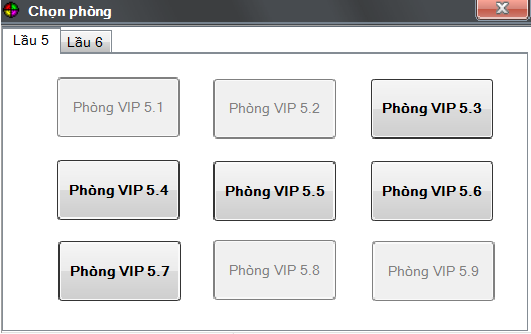 Chọn phòng
Lầu 5 Lầu 6
Phòng VIP 5.1 Phòng VIP 5.2 Phòng VIP 5.3
Phòng VIP 5.4 Phòng VIP 5.5 Phòng VIP 5.6
Phòng VIP 5.7 Phòng VIP 5.8 Phòng VIP 5.9